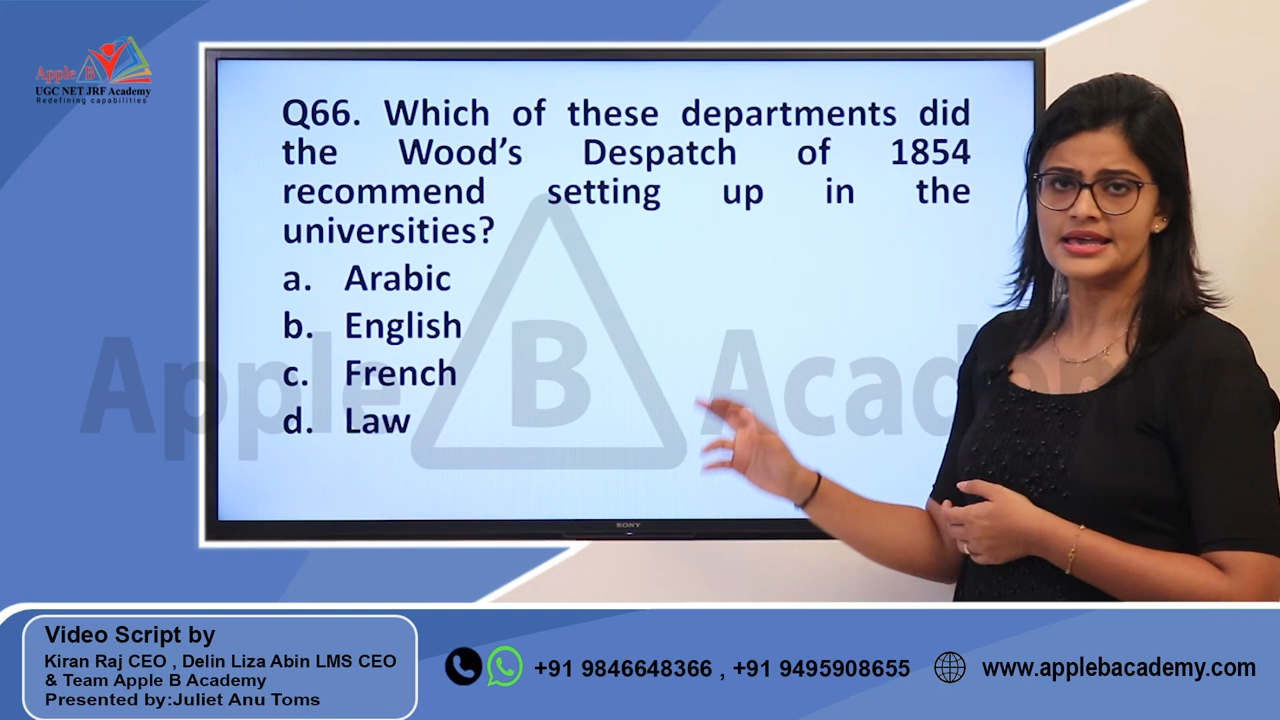 Apple B
UGC NET JRF Academy
Redefining capabilities
Q66. Which of these departments did
the Wood's Despatch of 1854
recommend setting up in the
universities?
a. Arabic
b. English
c. French
d. Law
Apple B Academy
SONY
Video Script by
Kiran Raj CEO , Delin Liza Abin LMS CEO
& Team Apple B Academy
Presented by:Juliet Anu Toms
+91 9846648366 , +91 9495908655
www.applebacademy.com